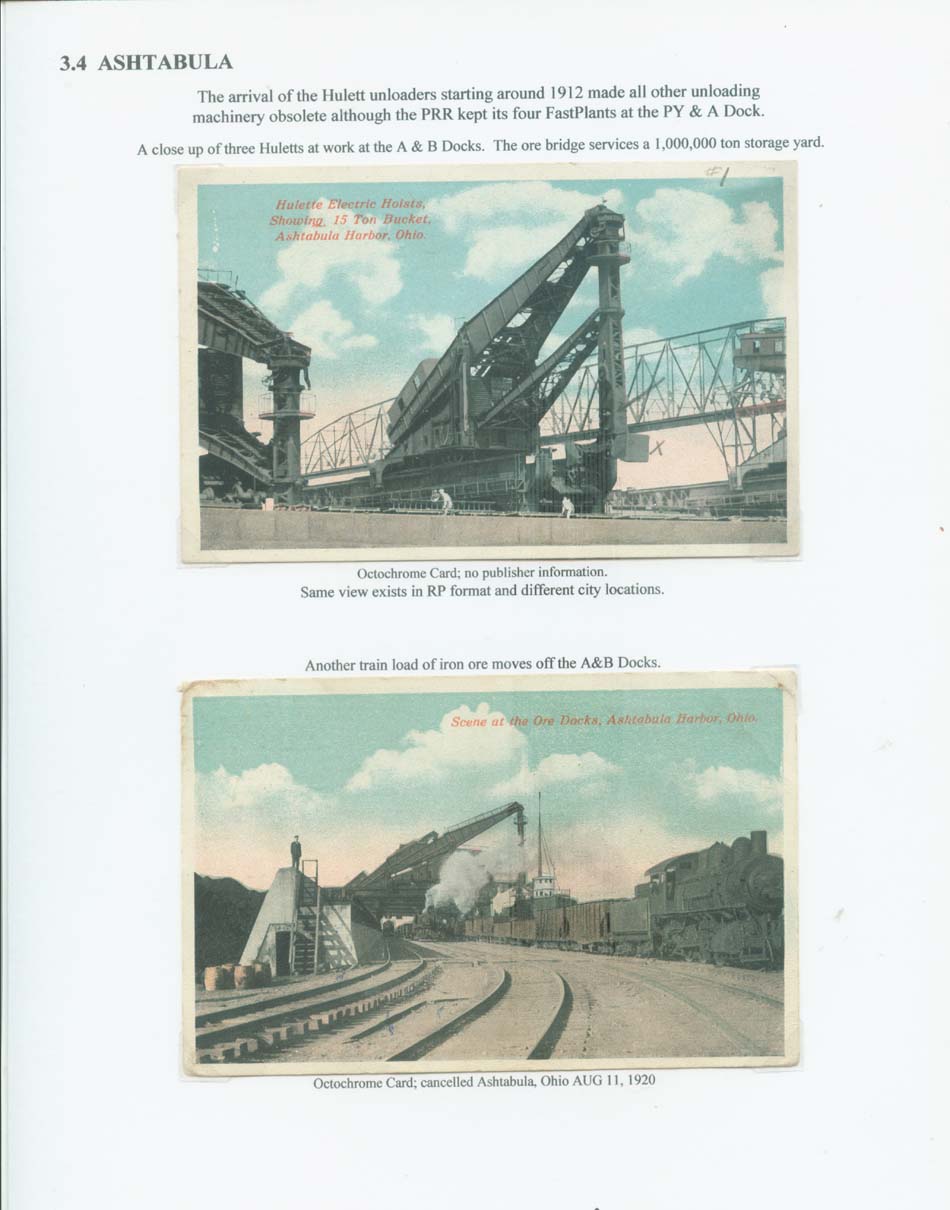 3.4 ASHTABULA
The arrival of the Hulett unloaders starting around 1912 made all other unloading
machinery obsolete although the PRR kept its four FastPlants at the PY & A Dock.
A close up of three Huletts at work at the A & B Docks. The ore bridge services a 1,000,000 ton storage yard.
#1
Hulette Electric Hoists,
Showing, 15 Ton Bucket,
Ashtabula Harbor, Ohio.
Octochrome Card; no publisher information.
Same view exists in RP format and different city locations.
Another train load of iron ore moves off the A&B Docks.
Scene at the Ore Docks, Ashtabula Harbor, Ohio.
Octochrome Card; cancelled Ashtabula, Ohio AUG 11, 1920